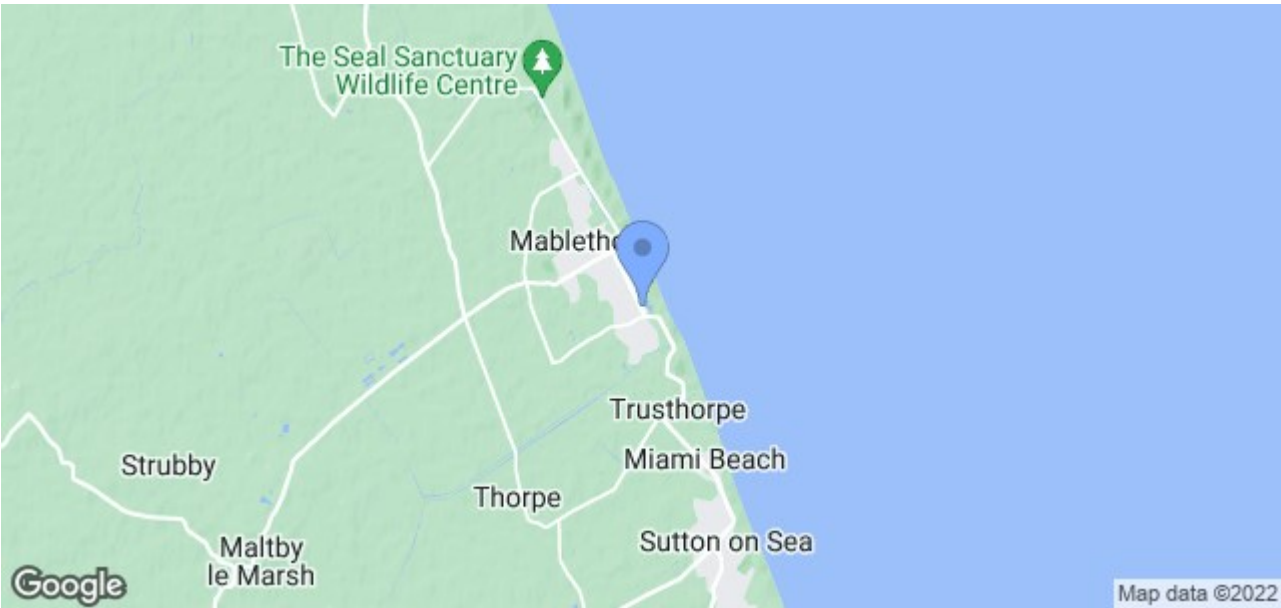 The Seal Sanctuary
Wildlife Centre
Mabletho
Trusthorpe
Miami Beach
Strubby
Thorpe
Sutton on Sea
Maltby
le Marsh
Google
Map data ©2022